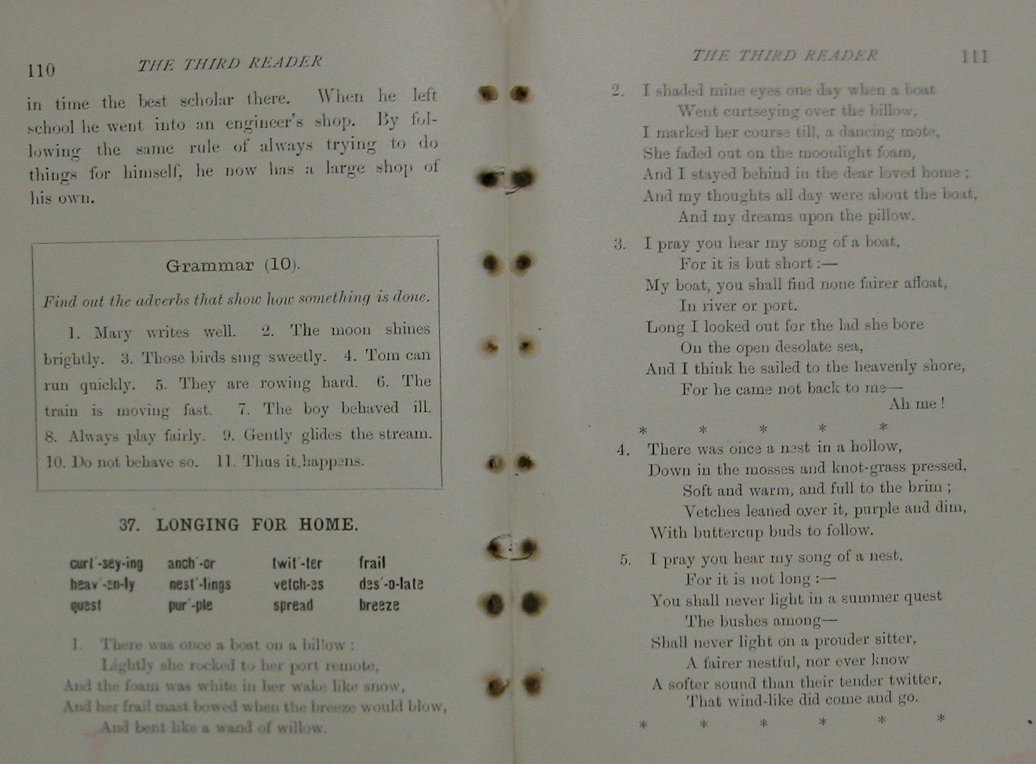 110
THE THIRD READER
in time the best scholar there. When he left
school he went into an engineer's shop. By fol-
lowing the same rule of always trying to do
things for himself, he now has a large shop of
his own.
Grammar (10).
Find out the adverbs that show how something is done.
1. Mary writes well. 2. The moon shines
brightly. 3. Those birds sing sweetly. 4. Tom can
run quickly. 5. They are rowing hard. 6. The
train is moving fast. 7. The boy behaved ill.
8. Always play fairly. 9. Gently glides the stream.
10. Do not behave so. 11. Thus it happens.
37. LONGING FOR HOME.
curt´-sey-ing anch´-or twit´-ter frail
heav´-en-ly nest´-lings vetch-es des´-o-late
quest pur´-ple spread breeze
1. There was once a boat on a billow:
Lightly she rocked to her port remote,
And the foam was white in her wake like snow,
And her frail mast bowed when the breeze would blow,
And bent like a wand of willow.
THE THIRD READER
111
2. I shaded mine eyes one day when a boat
Went curtseying over the billow,
I marked her course till, a dancing mote,
She faded out on the moonlight foam,
And I stayed behind in the dear loved home;
And my thoughts all day were about the boat,
And my dreams upon the pillow.
3. I pray you hear my song of a boat,
For it is but short:—
My boat, you shall find none fairer afloat,
In river or port.
Long I looked out for the lad she bore
On the open desolate sea,
And I think he sailed to the heavenly shore,
For he came not back to me—
Ah me!
* * * * *
4. There was once a nest in a hollow,
Down in the mosses and knot-grass pressed,
Soft and warm, and full to the brim;
Vetches leaned over it, purple and dim,
With buttercup buds to follow.
5. I pray you hear my song of a nest,
For it is not long:—
You shall never light in a summer quest
The bushes among—
Shall never light on a prouder sitter,
A fairer nestful, nor ever know
A softer sound than their tender twitter,
That wind-like did come and go.
* * * * * *